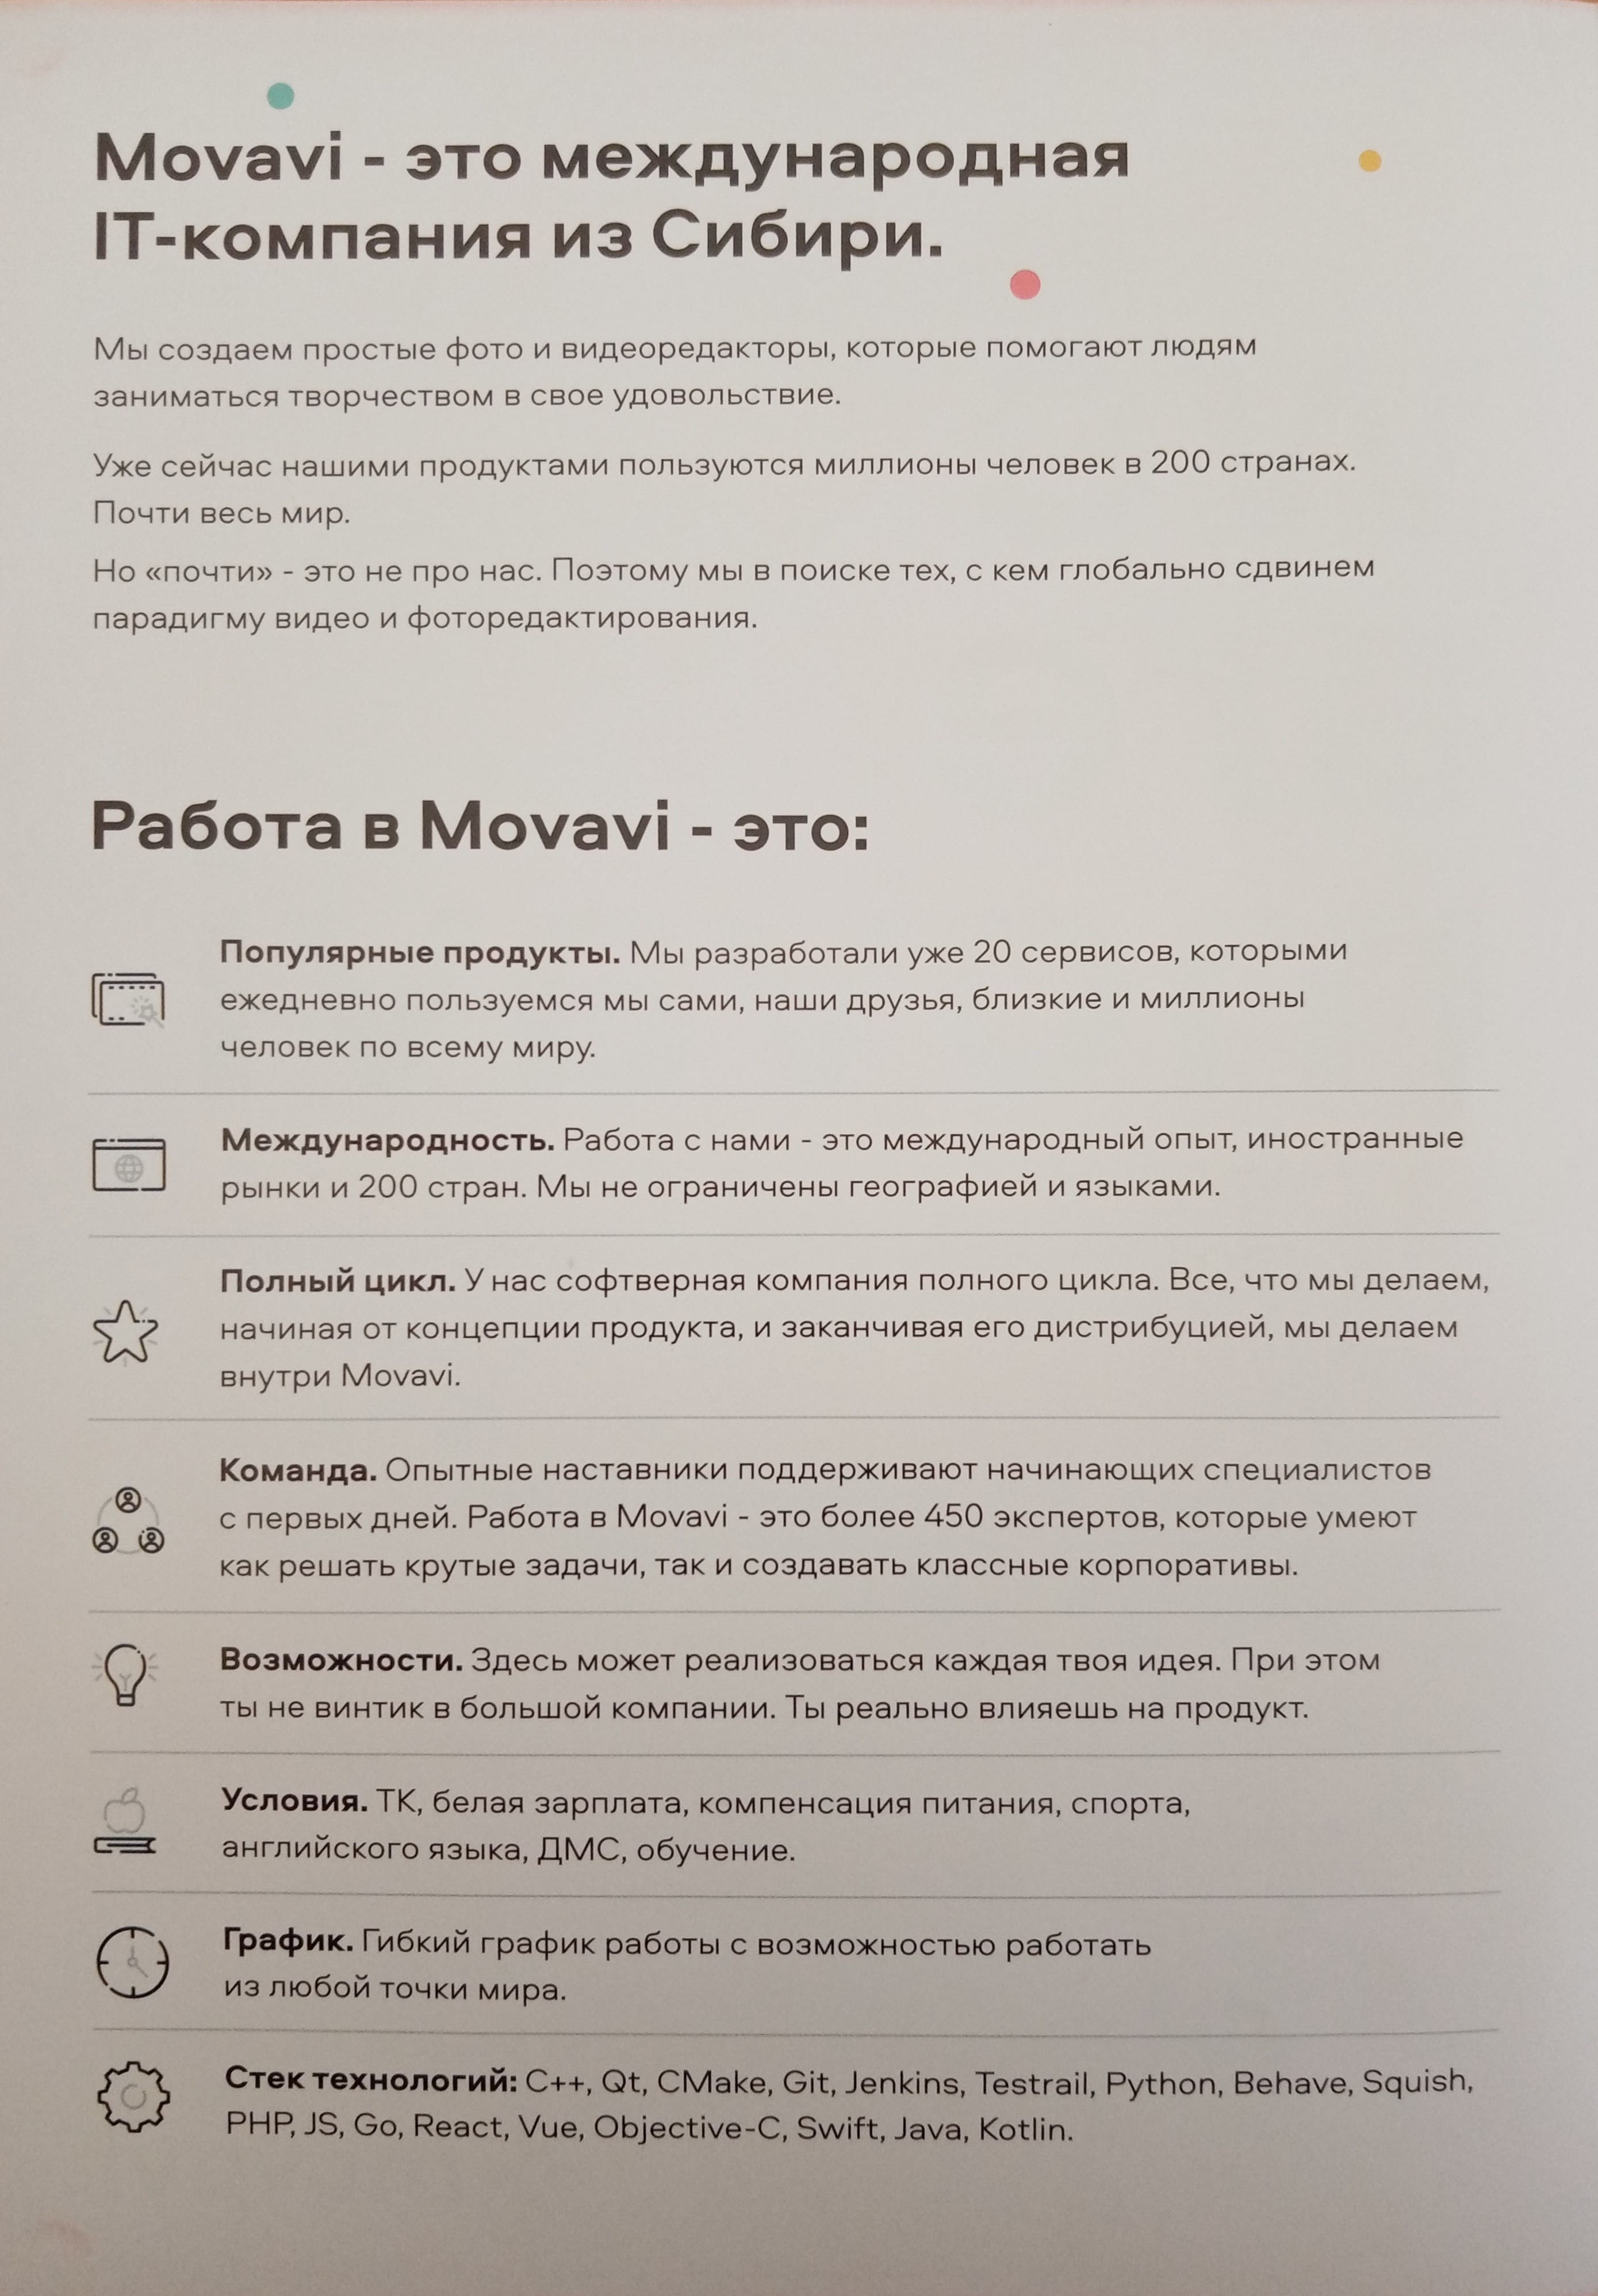 Movavi - это международная
IT-компания из Сибири.
Мы создаем простые фото и видеоредакторы, которые помогают людям
заниматься творчеством в свое удовольствие.
Уже сейчас нашими продуктами пользуются миллионы человек в 200 странах.
Почти весь мир.
Но «почти» - это не про нас. Поэтому мы в поиске тех, с кем глобально сдвинем
парадигму видео и фоторедактирования.
Работа в Movavi - это:
Популярные продукты. Мы разработали уже 20 сервисов, которыми
ежедневно пользуемся мы сами, наши друзья, близкие и миллионы
человек по всему миру.
Международность. Работа с нами - это международный опыт, иностранные
рынки и 200 стран. Мы не ограничены географией и языками.
Полный цикл. У нас софтверная компания полного цикла. Все, что мы делаем,
начиная от концепции продукта, и заканчивая его дистрибуцией, мы делаем
внутри Movavi.
Команда. Опытные наставники поддерживают начинающих специалистов
с первых дней. Работа в Movavi - это более 450 экспертов, которые умеют
как решать крутые задачи, так и создавать классные корпоративы.
Возможности. Здесь может реализоваться каждая твоя идея. При этом
ты не винтик в большой компании. Ты реально влияешь на продукт.
Условия. ТК, белая зарплата, компенсация питания, спорта,
английского языка, ДМС, обучение.
График. Гибкий график работы с возможностью работать
из любой точки мира.
Стек технологий: C++, Qt, CMake, Git, Jenkins, Testrail, Python, Behave, Squish,
PHP, JS, Go, React, Vue, Objective-C, Swift, Java, Kotlin.